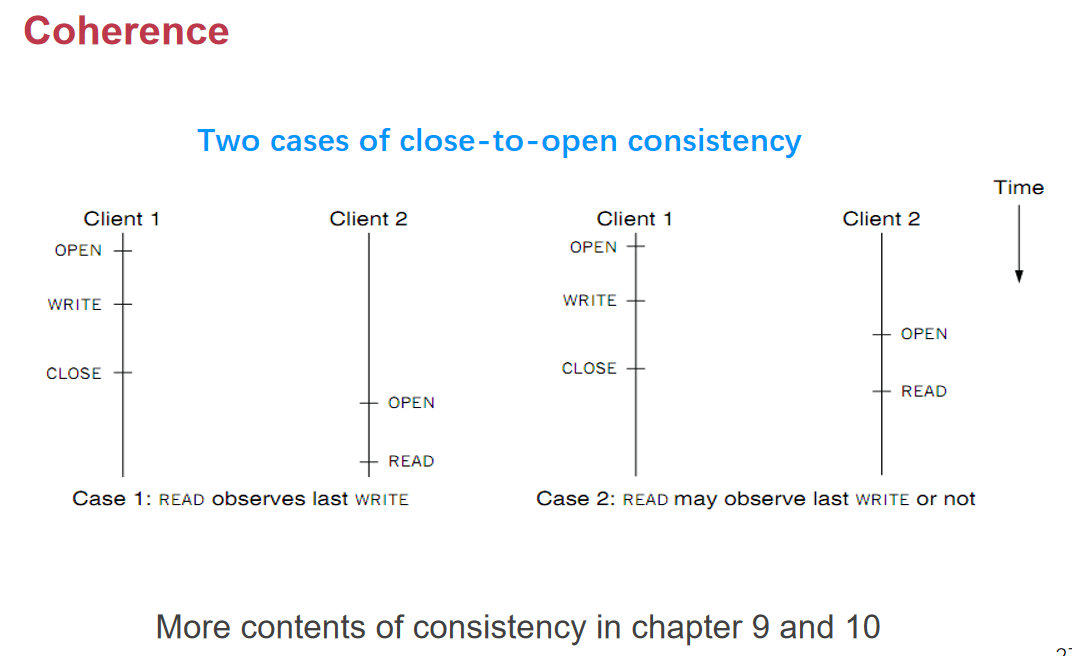 Coherence
Two cases of close-to-open consistency
Time
Client 1
Client 2
OPEN
WRITE
CLOSE
OPEN
READ
Case 1: READ observes last WRITE
Client 1
Client 2
OPEN
WRITE
CLOSE
OPEN
READ
Case 2: READ may observe last WRITE or not
More contents of consistency in chapter 9 and 10